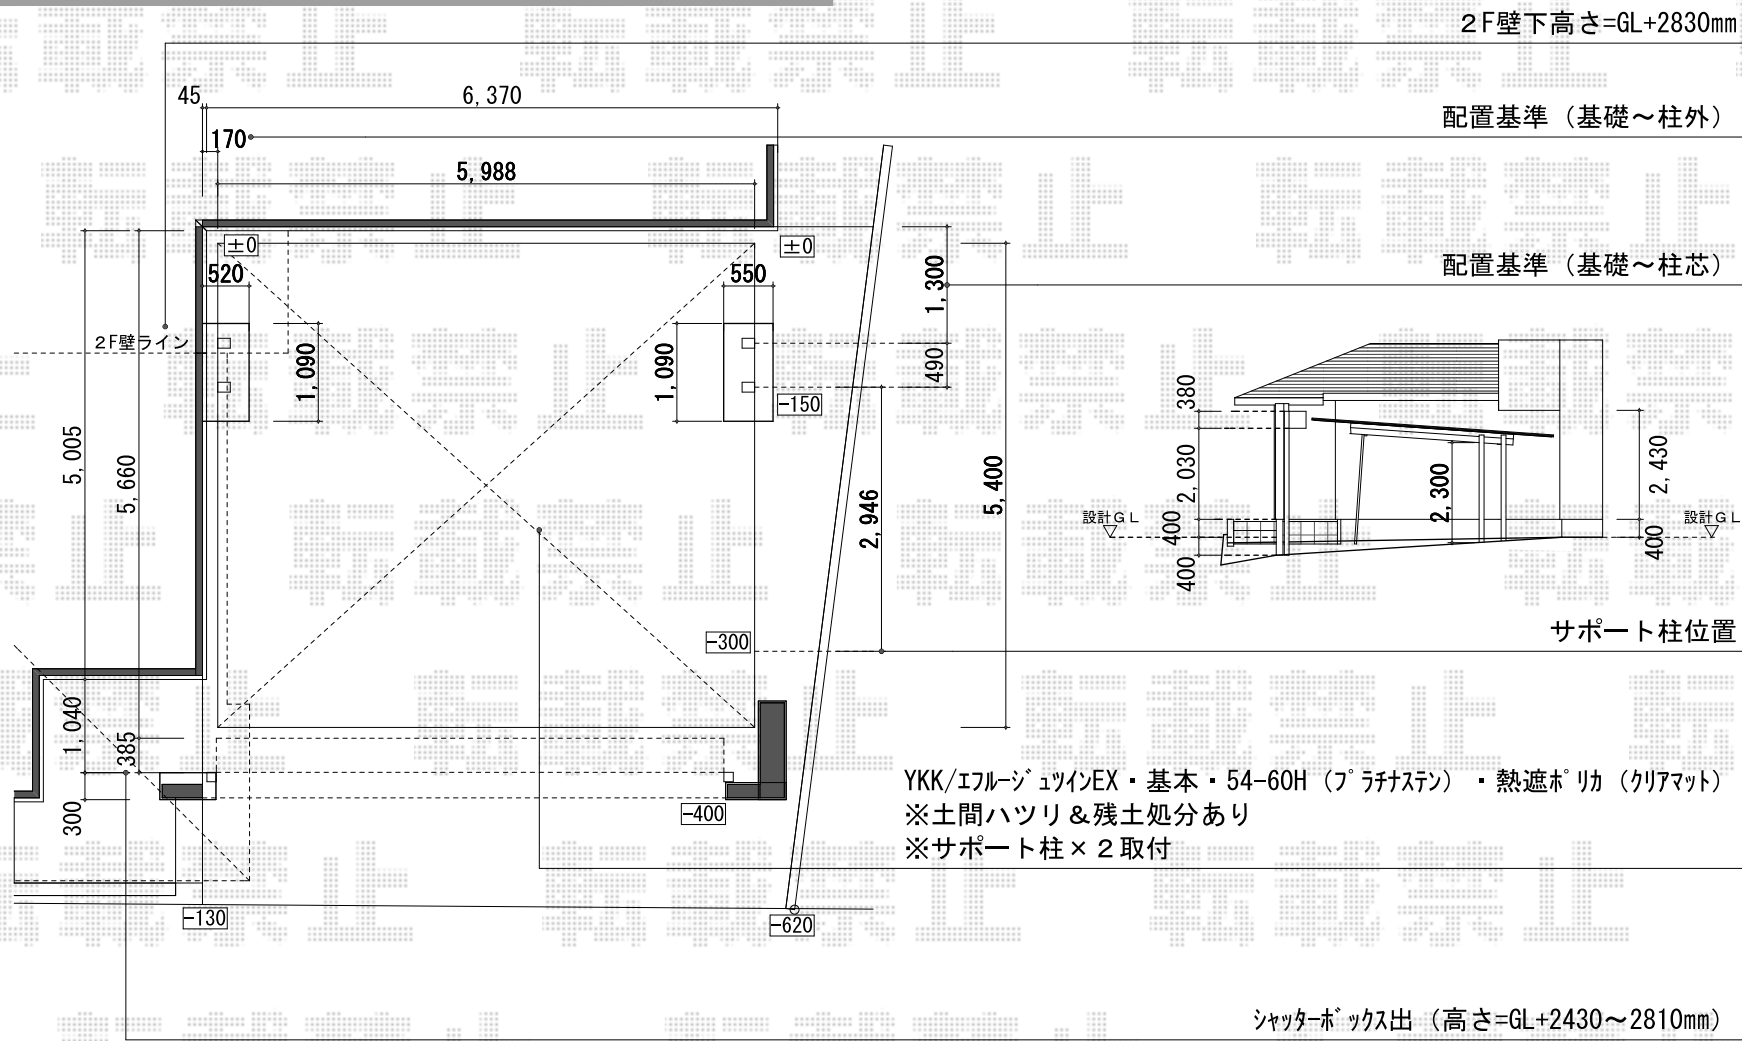 2F壁下高さ=GL+2830mm
45
6,370
170
配置基準（基礎～柱外）
5,988
±0
±0
520
550
1,300
配置基準（基礎～柱芯）
2F壁ライン
1,090
1,090
490
-150
380
2,030
2,300
2,430
設計GL
設計GL
400
400
400
5,005
5,660
2,946
5,400
-300
サポート柱位置
1,040
385
300
YKK/エフルージュツインEX・基本・54-60H（プラチナステン）・熱遮ポリカ（クリアマット）
※土間ハツリ＆残土処分あり
※サポート柱×2取付
-400
-130
-620
シャッターボックス出（高さ=GL+2430～2810mm）
転載禁止